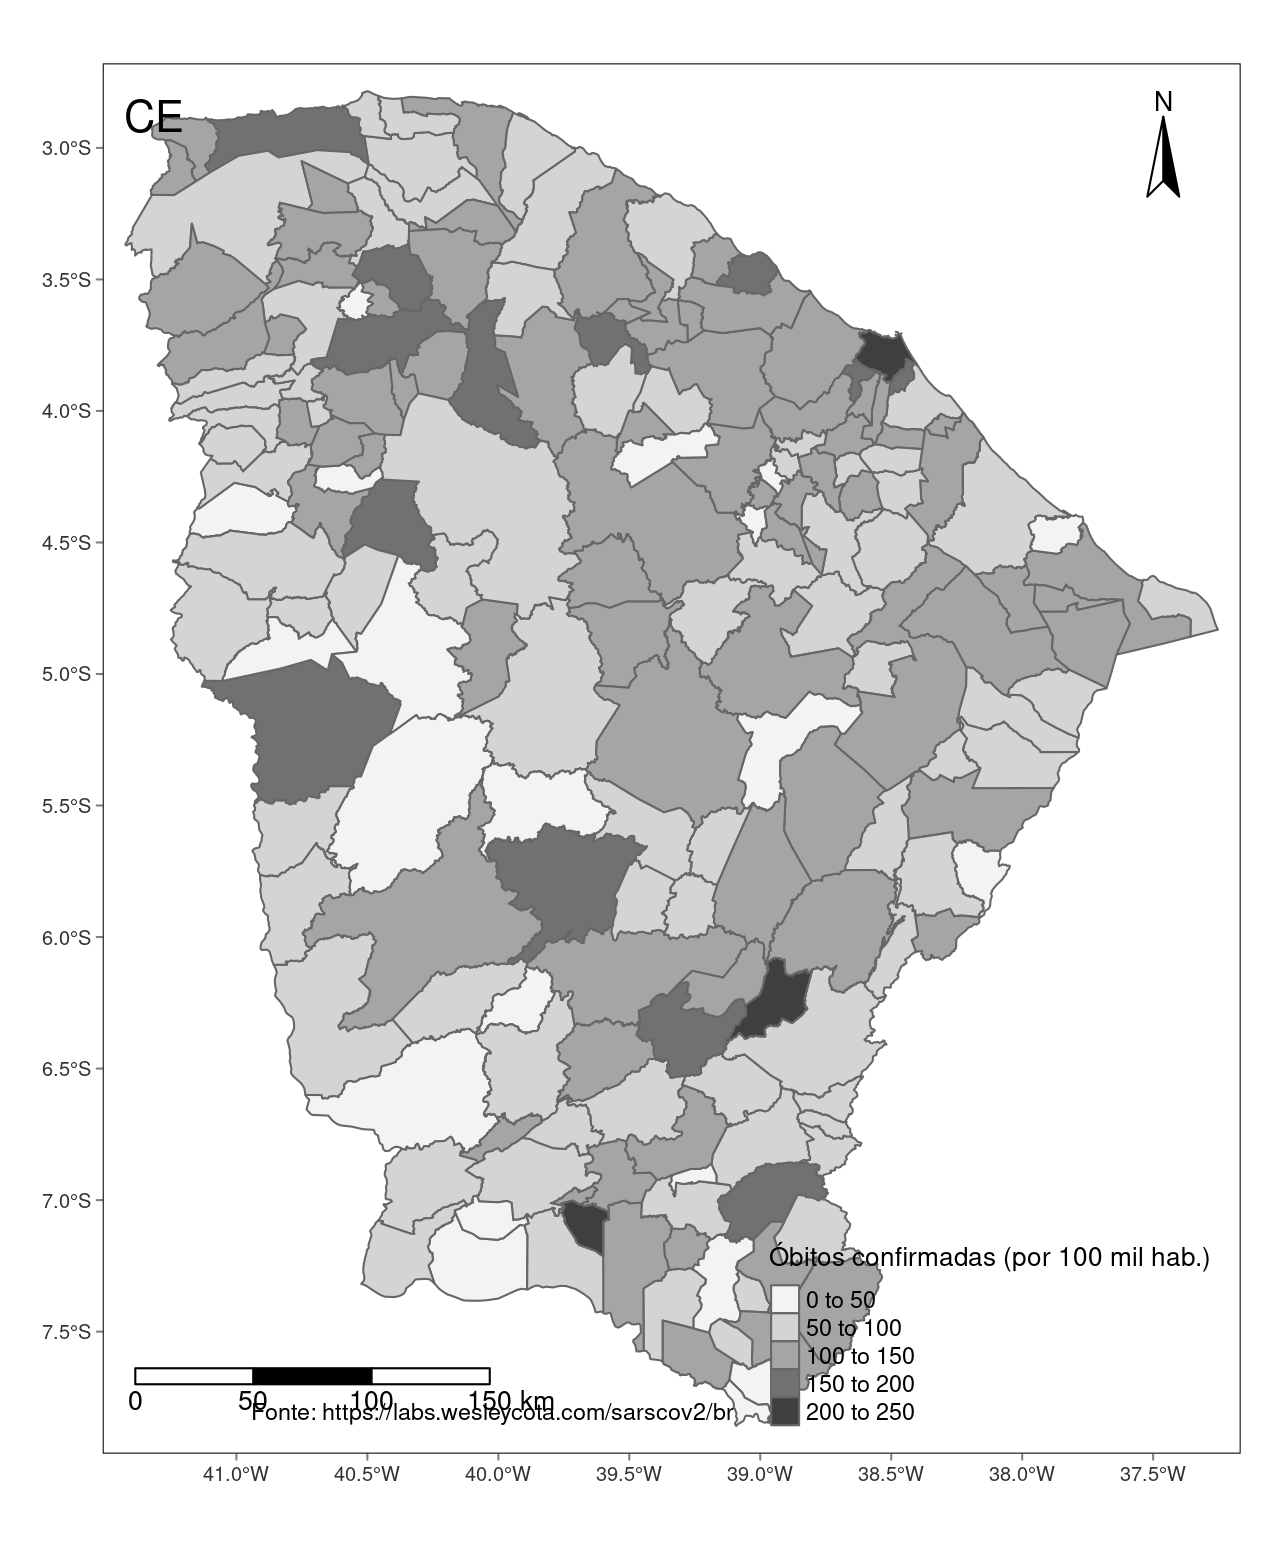 CE
N
3.0°S
3.5°S
4.0°S
4.5°S
5.0°S
5.5°S
6.0°S
6.5°S
7.0°S
7.5°S
Óbitos confirmadas (por 100 mil hab.)
0 to 50
50 to 100
100 to 150
150 to 200
200 to 250
0 50 100 150 km
Fonte: https://labs.wesleycota.com/sarscov2/br
41.0°W 40.5°W 40.0°W 39.5°W 39.0°W 38.5°W 38.0°W 37.5°W